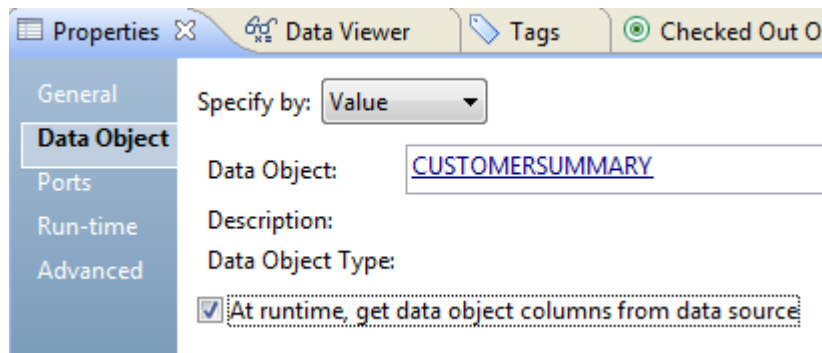 Properties Data Viewer Tags Checked Out O
General
Specify by: Value
Data Object
Data Object: CUSTOMERSUMMARY
Ports
Description:
Run-time
Data Object Type:
Advanced
At runtime, get data object columns from data source